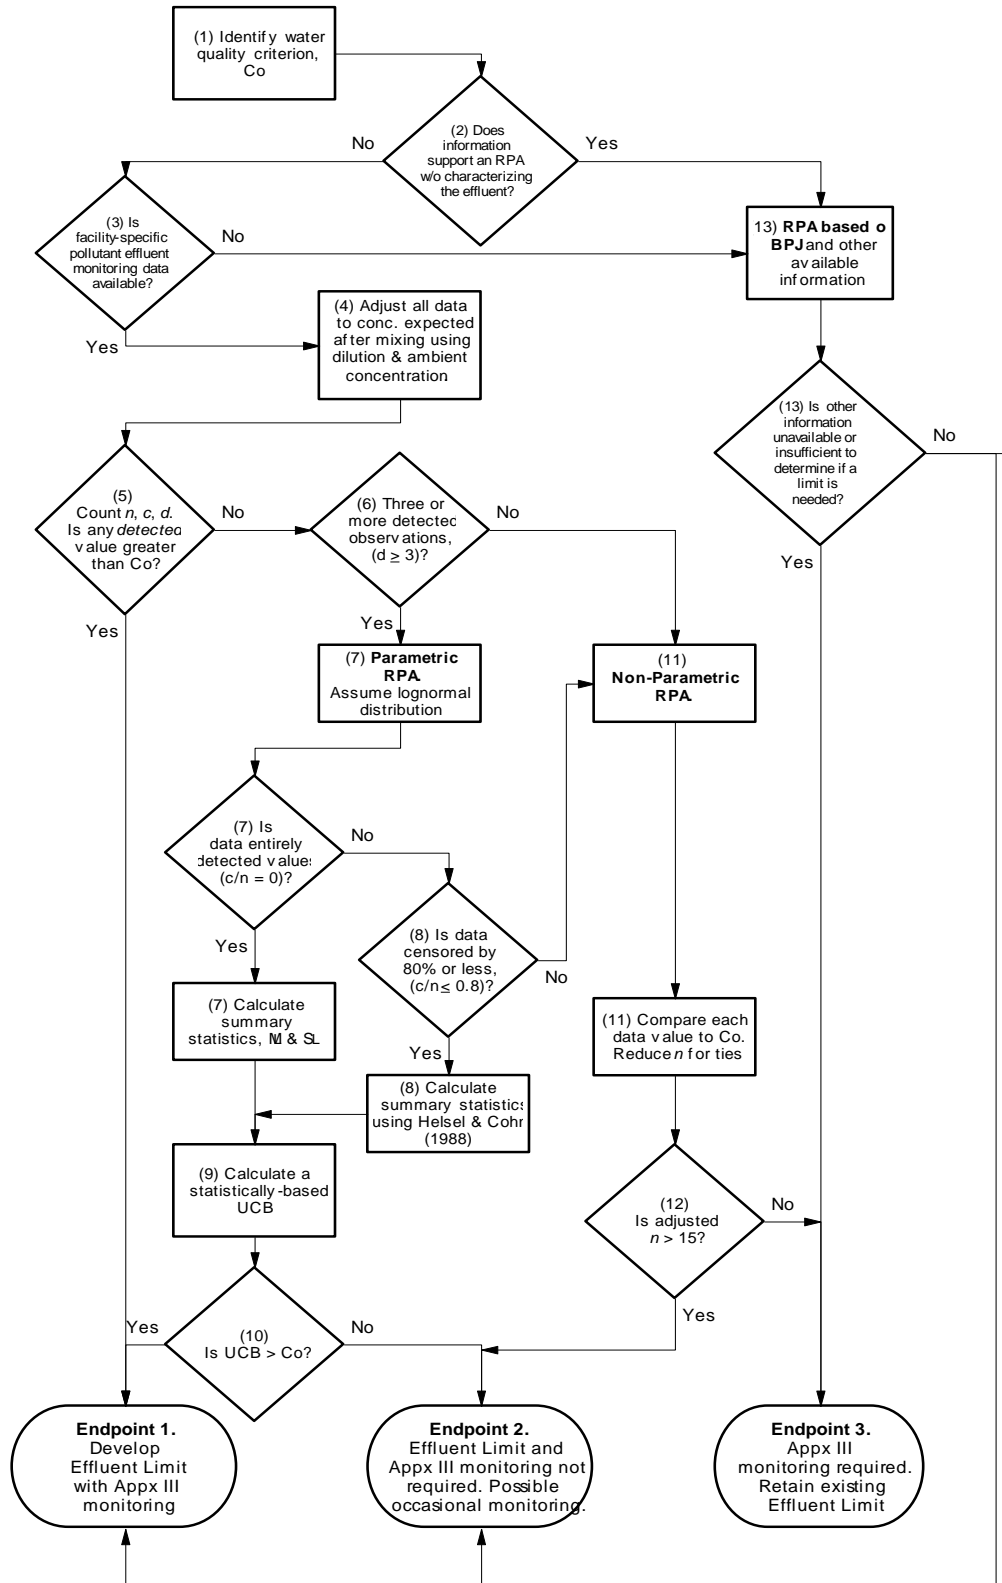 (1) Identify water
quality criterion,
Co
(2) Does
information
support an RPA
w/o characterizing
the effluent?
No
Yes
(3) Is
facility-specific
pollutant effluent
monitoring data
available?
No
Yes
13) RPA based o
BPJ and other
available
information
(4) Adjust all data
to conc. expected
after mixing using
dilution & ambient
concentration.
(13) Is other
information
unavailable or
insufficient to
determine if a
limit is
needed?
No
Yes
(5)
Count n, c, d.
Is any detected
value greater
than Co?
No
Yes
(6) Three or
more detected
observations,
(d ≥ 3)?
No
Yes
(7) Parametric
RPA.
Assume lognormal
distribution
(11)
Non-Parametric
RPA.
(7) Is
data entirely
detected values
(c/n = 0)?
No
Yes
(8) Is data
censored by
80% or less,
(c/n≤ 0.8)?
No
Yes
(7) Calculate
summary
statistics, ML & SL
(8) Calculate
summary statistics
using Helsel & Cohn
(1988)
(11) Compare each
data value to Co.
Reduce n for ties
(9) Calculate a
statistically-based
UCB
(12)
Is adjusted
n > 15?
No
Yes
(10)
Is UCB > Co?
Yes
No
Endpoint 1.
Develop
Effluent Limit
with Appx III
monitoring
Endpoint 2.
Effluent Limit and
Appx III monitoring not
required. Possible
occasional monitoring.
Endpoint 3.
Appx III
monitoring required.
Retain existing
Effluent Limit